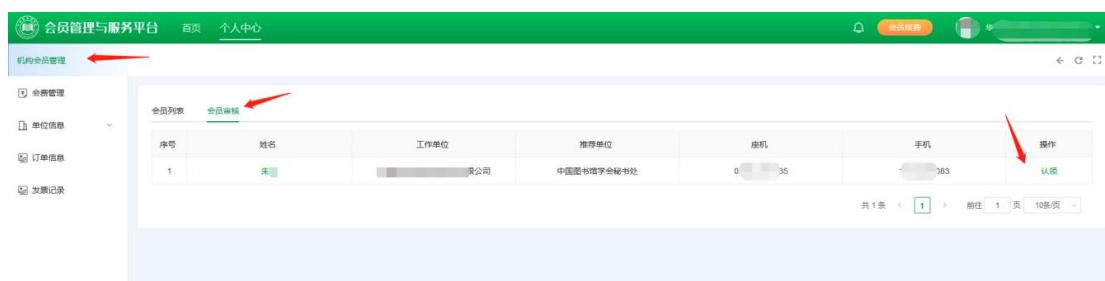 会员管理与服务平台 首页 个人中心 会员续费 华
机构会员管理
会费管理
单位信息
订单信息
发票记录
会员列表 会员审核
序号 姓名 工作单位 推荐单位 座机 手机 操作
1 朱 限公司 中国图书馆学会秘书处 0 35 1 083 认领
共 1 条 < 1 > 前往 1 页 10条/页